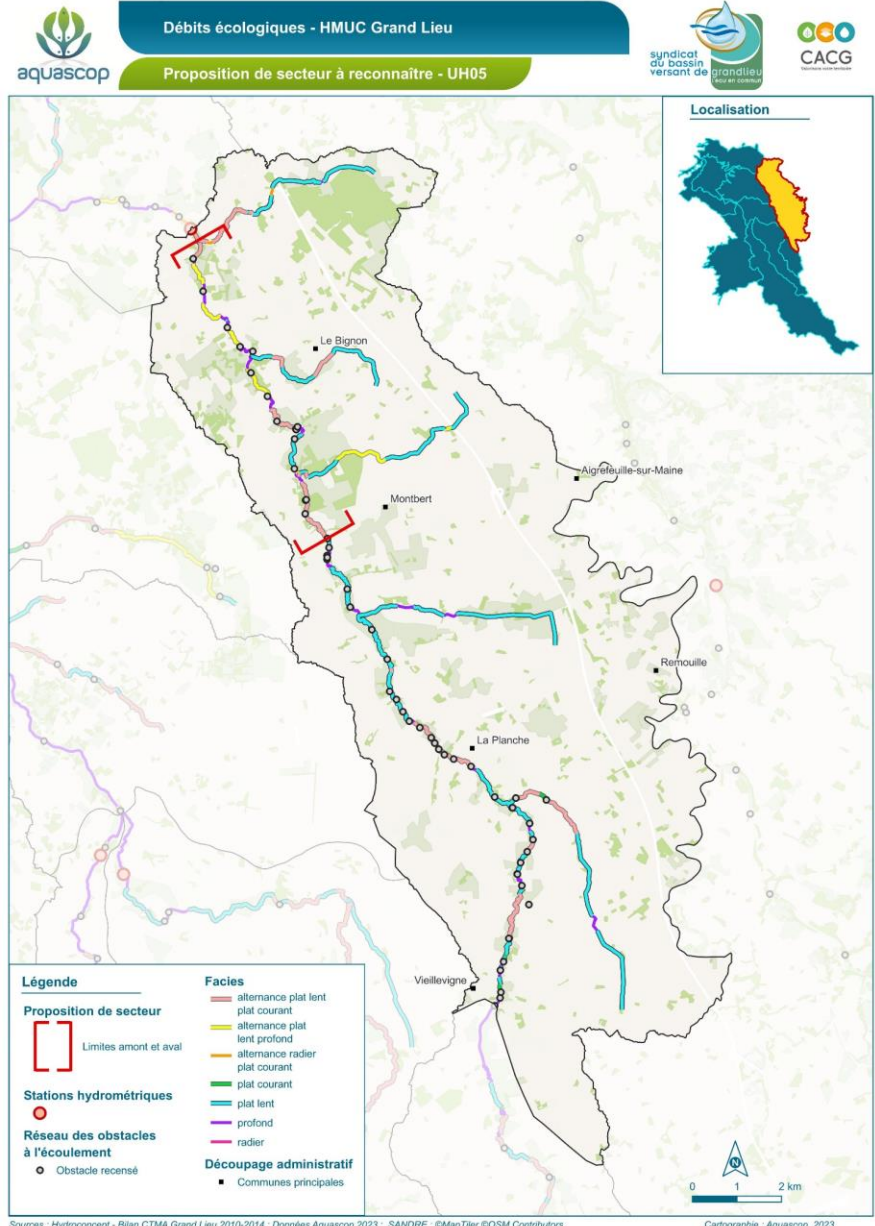 Débits écologiques - HMUC Grand Lieu
aquascop
Proposition de secteur à reconnaître - UH05
syndicat
du bassin
versant de
grandlieu
l'eau en commun
CACG
Localisation
Le Bignon
Aigrefeuille-sur-Maine
Montbert
Remouille
La Planche
Vieillevigne
Légende
Proposition de secteur
Limites amont et aval
Stations hydrométriques
Réseau des obstacles
à l'écoulement
Obstacle recensé
Facies
alternance plat lent
plat courant
alternance plat
lent profond
alternance radier
plat courant
plat courant
plat lent
profond
radier
Découpage administratif
Communes principales
N
0 1 2 km
Sources : Hydroconcept - Bilan CTMA Grand Lieu 2010-2014 ; Données Aquascop 2023 ; SANDRE ; ©MapTiler ©OSM Contributors
Cartographie : Aquascop, 2023